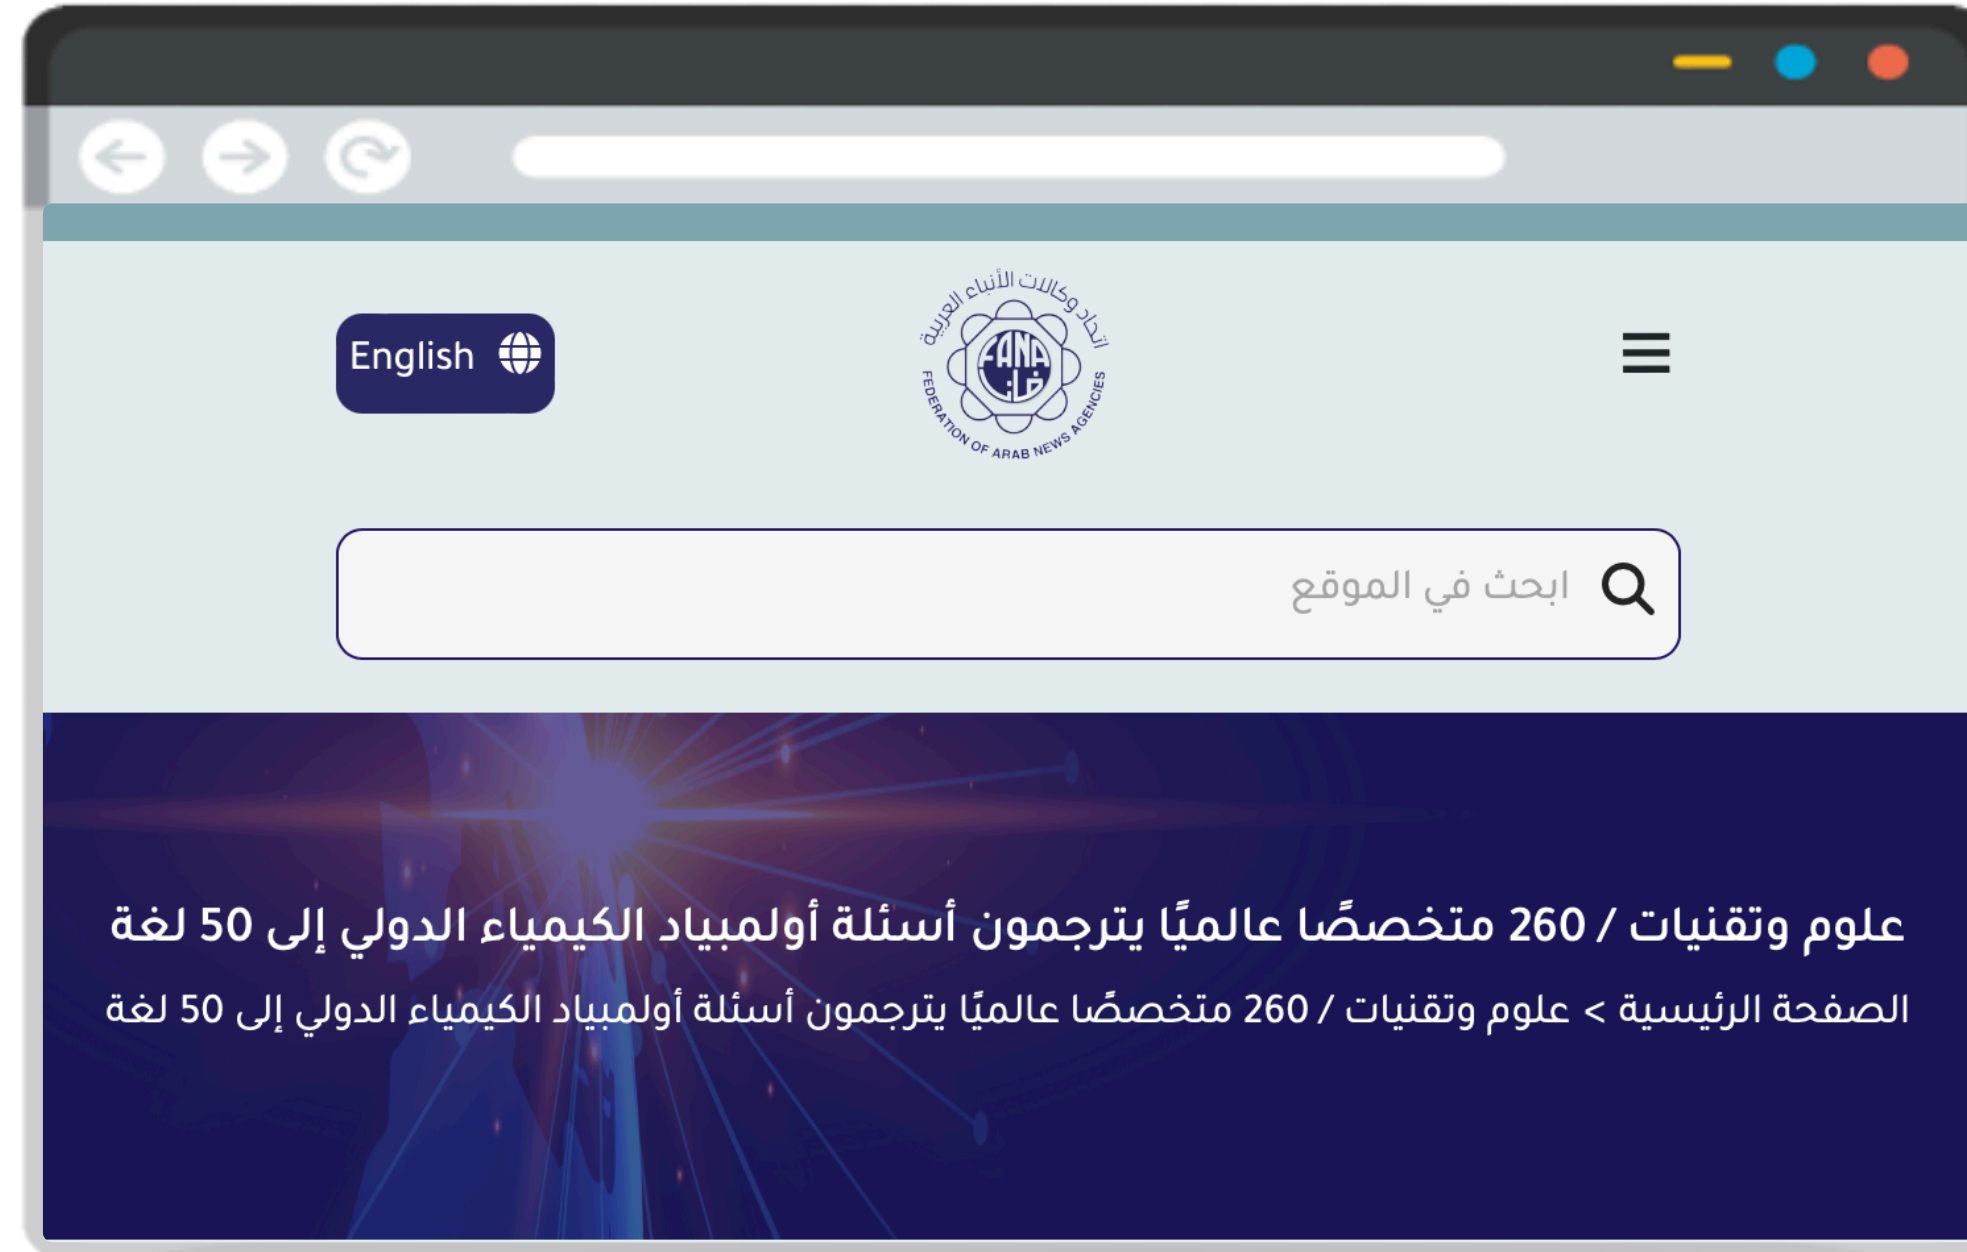 English
اتحاد وكالات الأنباء العربية
FANA
فانا
FEDERATION OF ARAB NEWS AGENCIES
ابحث في الموقع
علوم وتقنيات / 260 متخصصًا عالميًا يترجمون أسئلة أولمبياد الكيمياء الدولي إلى 50 لغة
الصفحة الرئيسية > علوم وتقنيات / 260 متخصصًا عالميًا يترجمون أسئلة أولمبياد الكيمياء الدولي إلى 50 لغة